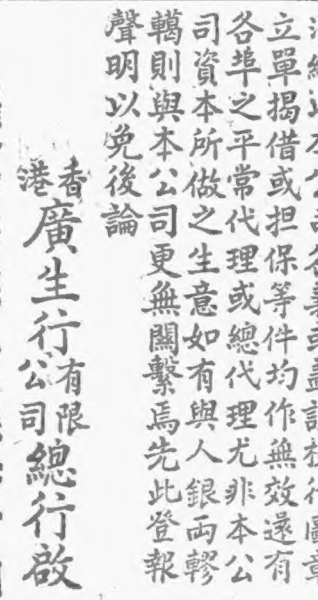 立單揭借或担保等件均作無效還有
各埠之平常代理或總代理尤非本公
司資本所做之生意如有與人銀両轇
轕則與本公司更無關繫焉先此登報
聲明以免後論
香港廣生行有限公司總行啟